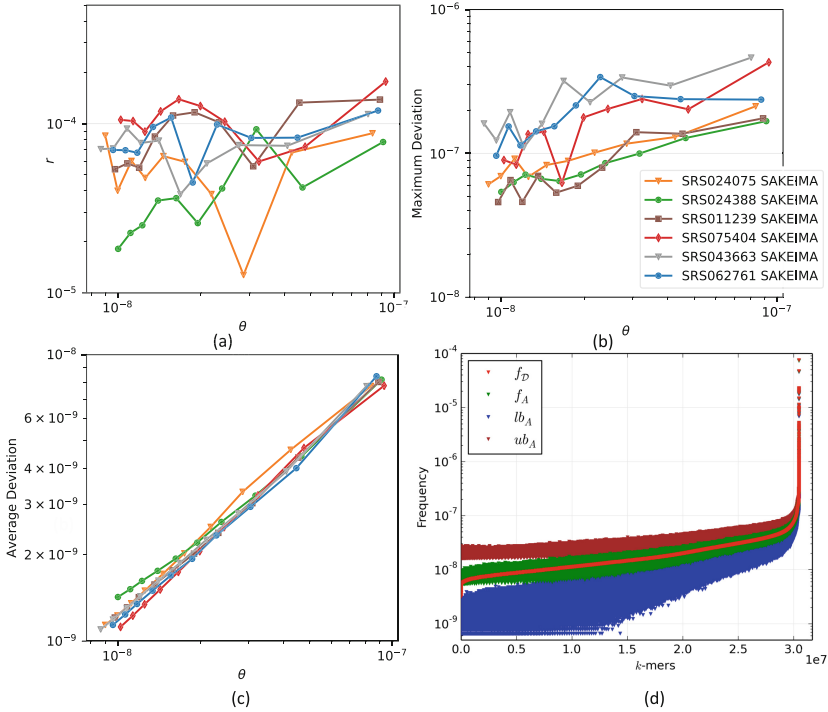 10⁻⁴
10⁻⁵
r
10⁻⁸
10⁻⁷
θ
(a)
10⁻⁶
10⁻⁷
10⁻⁸
Maximum Deviation
SRS024075 SAKEIMA
SRS024388 SAKEIMA
SRS011239 SAKEIMA
SRS075404 SAKEIMA
SRS043663 SAKEIMA
SRS062761 SAKEIMA
10⁻⁸
10⁻⁷
θ
(b)
10⁻⁸
6 × 10⁻⁹
4 × 10⁻⁹
3 × 10⁻⁹
2 × 10⁻⁹
10⁻⁹
Average Deviation
10⁻⁸
10⁻⁷
θ
(c)
10⁻⁴
10⁻⁵
10⁻⁶
10⁻⁷
10⁻⁸
10⁻⁹
Frequency
f_D
f_A
lb_A
ub_A
0.0
0.5
1.0
1.5
2.0
2.5
3.0
1e7
k-mers
(d)